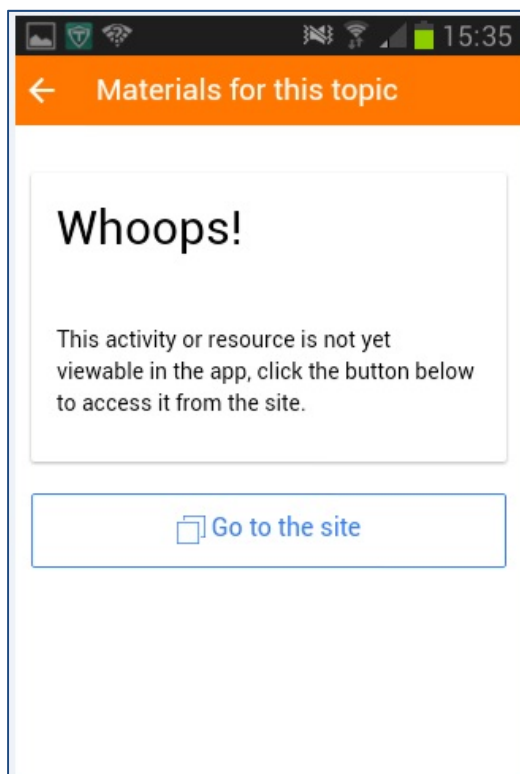 15:35
Materials for this topic
Whoops!
This activity or resource is not yet
viewable in the app, click the button below
to access it from the site.
Go to the site